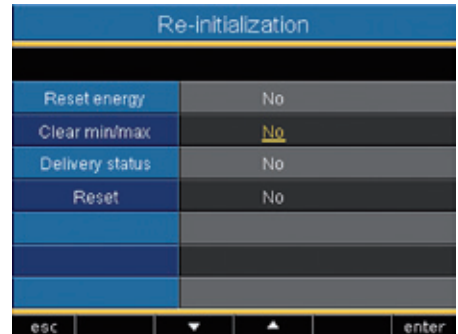 Re-initialization
Reset energy No
Clear min/max No
Delivery status No
Reset No
esc enter